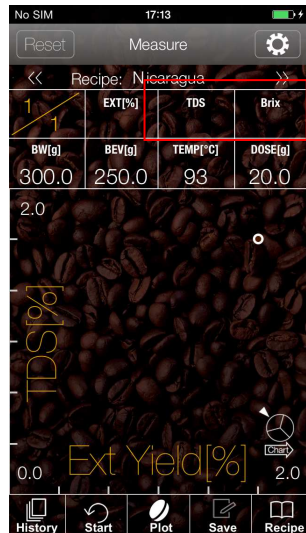 No SIM 17:13
Reset Measure
<< Recipe: Nicaragua >>
1/1 EXT[%] TDS Brix
BW[g] BEV[g] TEMP[°C] DOSE[g]
300.0 250.0 93 20.0
2.0
TDS[%]
Chart
0.0 Ext Yield[%] 2.0
History Start Plot Save Recipe